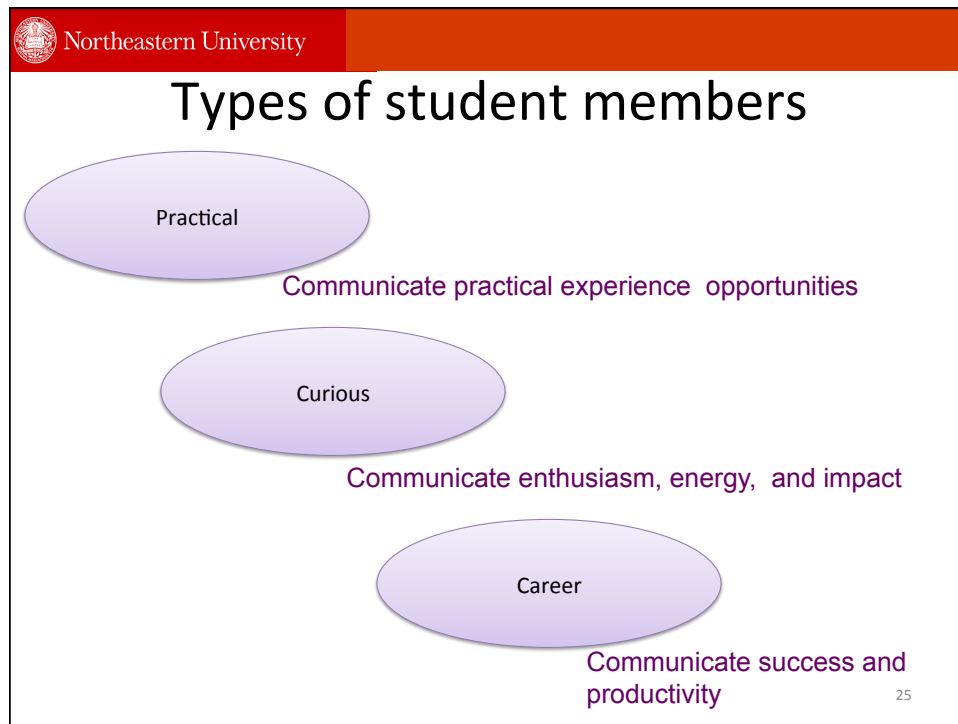 Northeastern University
Types of student members
Practical
Communicate practical experience  opportunities
Curious
Communicate enthusiasm, energy,  and impact
Career
Communicate success and
productivity
25